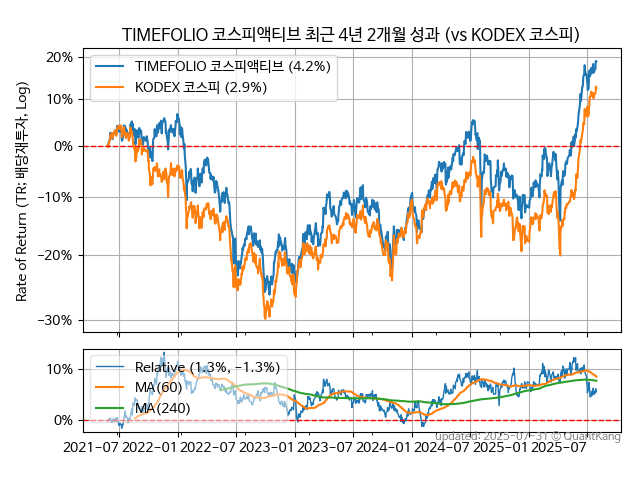 TIMEFOLIO 코스피액티브 최근 4년 2개월 성과 (vs KODEX 코스피)
Rate of Return (TR: 배당재투자, Log)
20%
10%
0%
−10%
−20%
−30%
TIMEFOLIO 코스피액티브 (4.2%)
KODEX 코스피 (2.9%)
10%
0%
Relative (1.3%, −1.3%)
MA(60)
MA(240)
2021-07 2022-01 2022-07 2023-01 2023-07 2024-01 2024-07 2025-01 2025-07
updated: 2025-07-31 © QuantKang